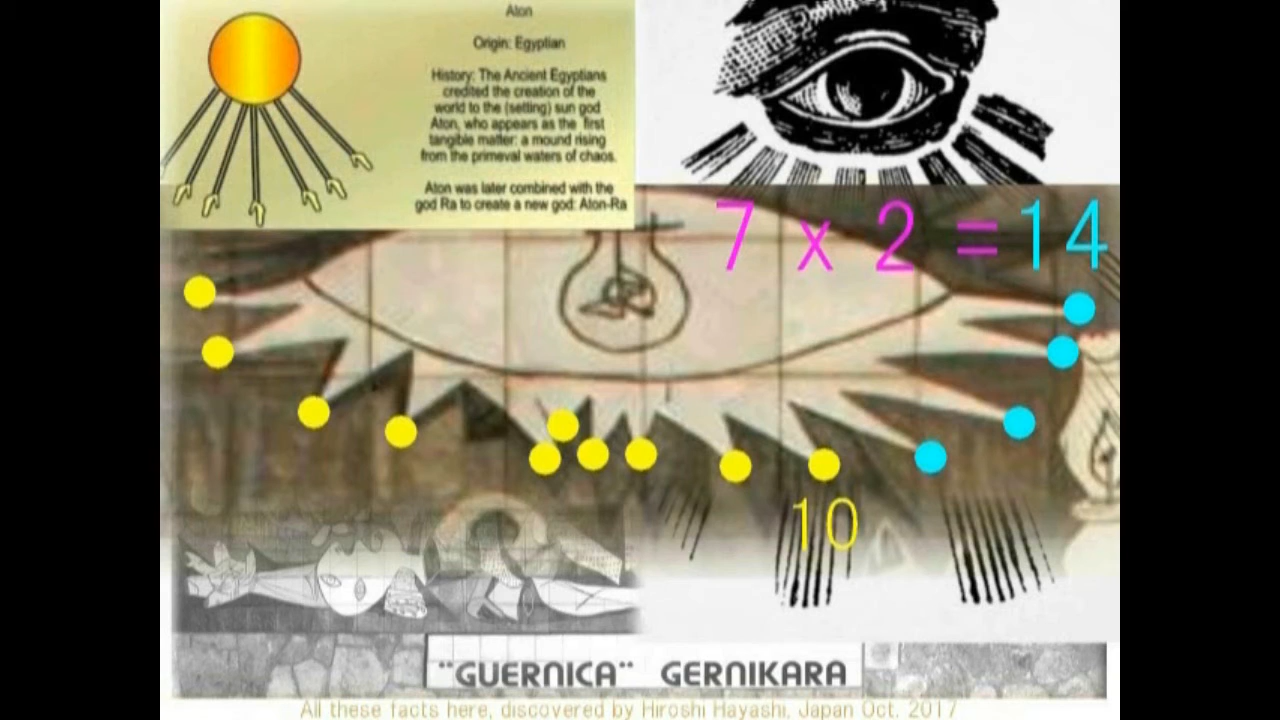 Aton
Origin: Egyptian
History: The Ancient Egyptians
credited the creation of the
world to the (setting) sun god
Aton, who appears as the first
tangible matter: a mound rising
from the primeval waters of chaos.
Aton was later combined with the
god Ra to create a new god: Aton-Ra
7 x 2 = 14
10
"GUERNICA" GERNIKARA
All these facts here, discovered by Hiroshi Hayashi, Japan Oct. 2017